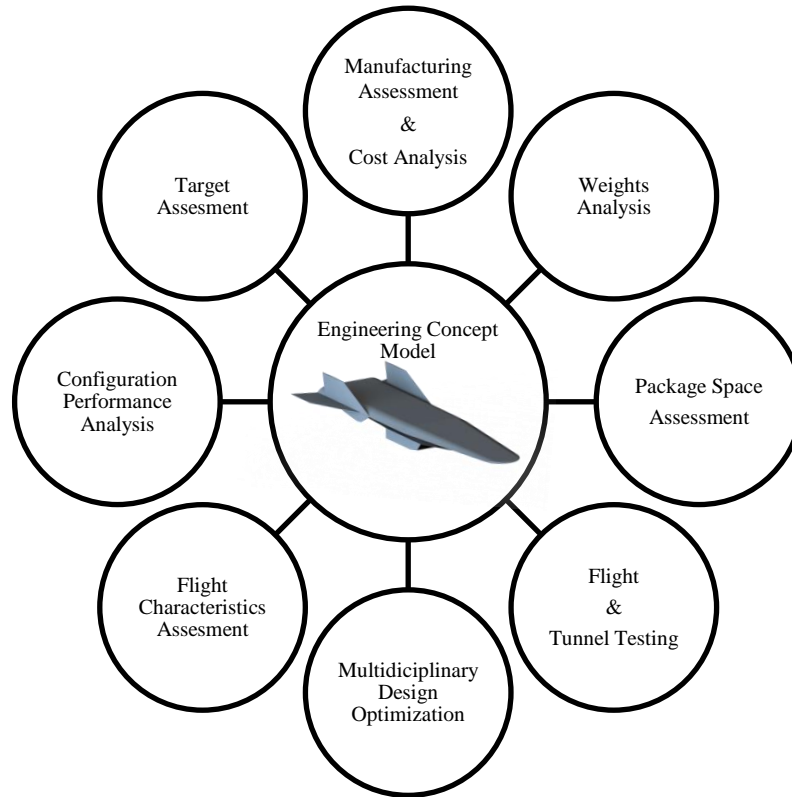 Manufacturing
Assessment
&
Cost Analysis
Target
Assesment
Weights
Analysis
Engineering Concept
Model
Configuration
Performance
Analysis
Package Space
Assessment
Flight
Characteristics
Assesment
Flight
&
Tunnel Testing
Multidiciplinary
Design
Optimization